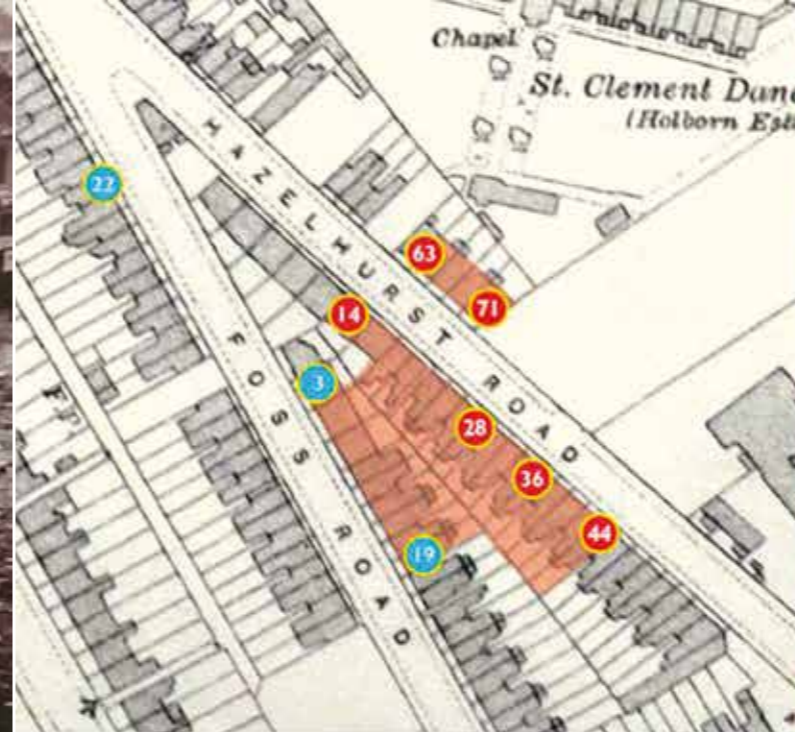 Chapel
St. Clement Dan
(Holborn Est
HAZELHURST ROAD
22
63
71
14
3
FOSS ROAD
28
36
44
19
F.P.